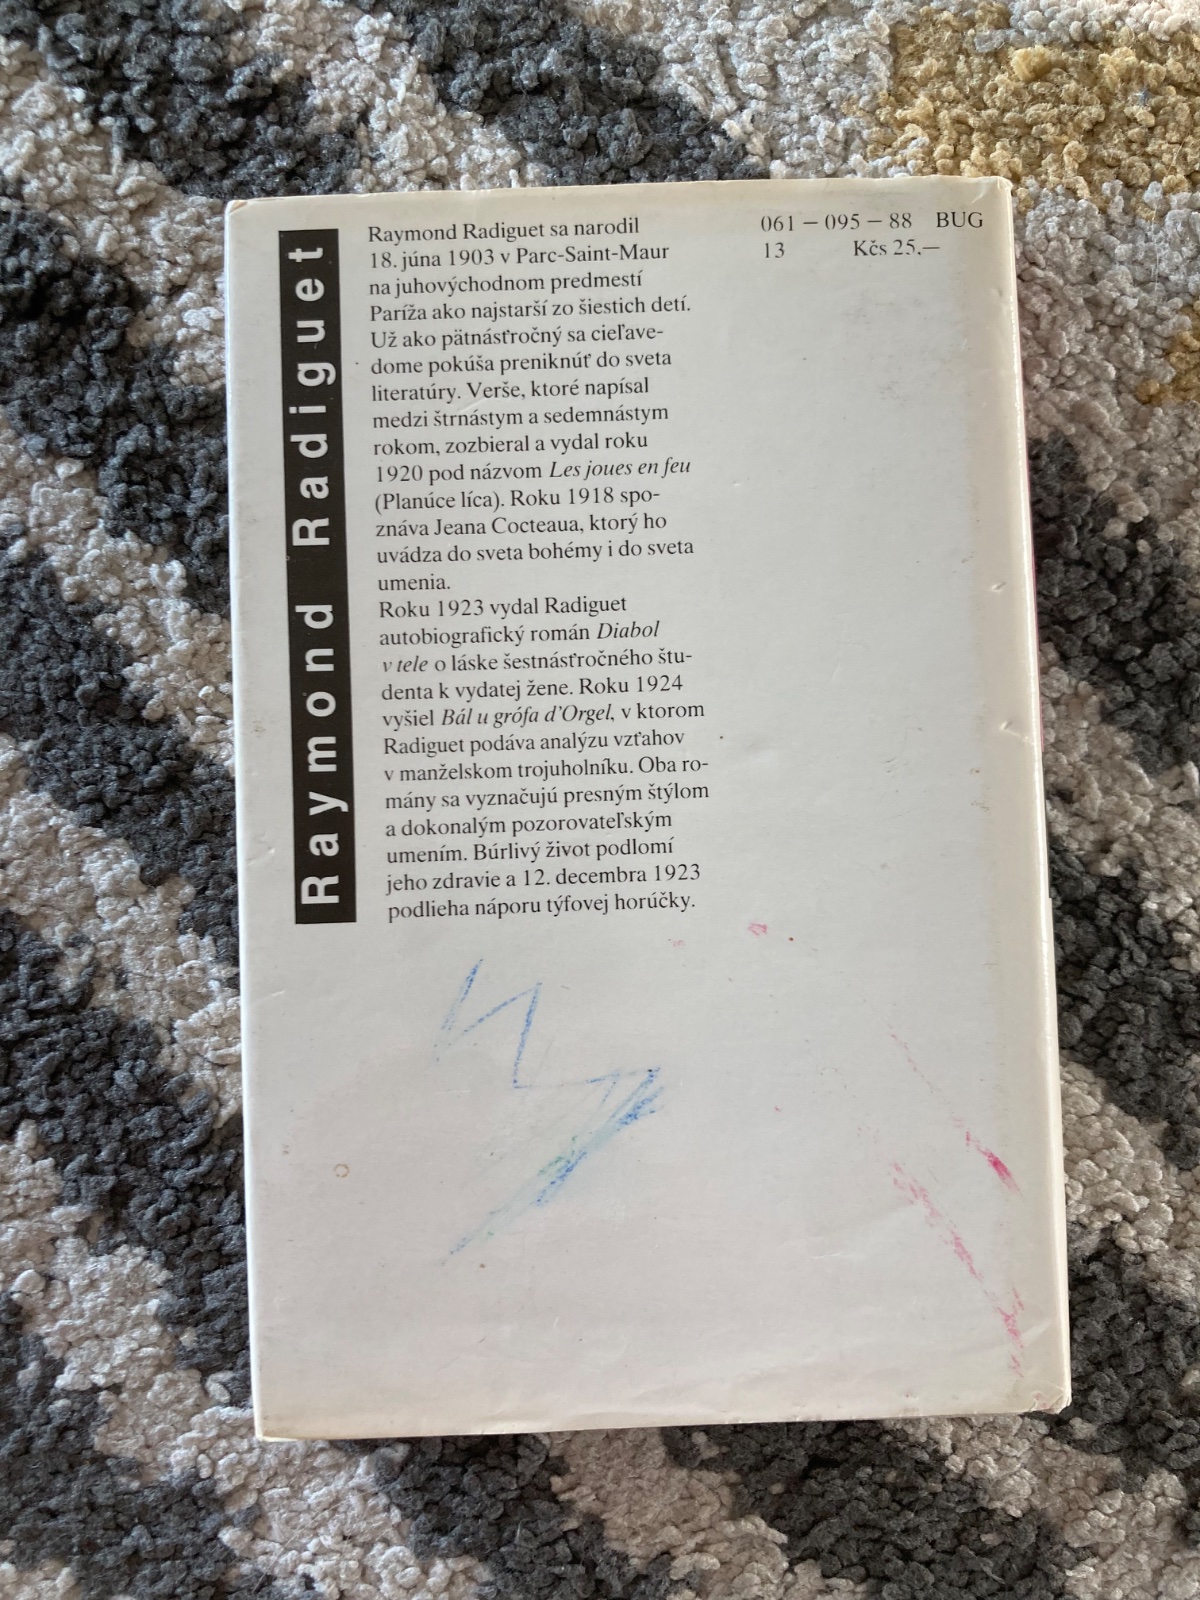 Raymond Radiguet
Raymond Radiguet sa narodil
18. júna 1903 v Parc-Saint-Maur
na juhovýchodnom predmestí
Paríža ako najstarší zo šiestich detí.
Už ako pätnásťročný sa cieľave-
dome pokúša preniknúť do sveta
literatúry. Verše, ktoré napísal
medzi štrnástym a sedemnástym
rokom, zozbieral a vydal roku
1920 pod názvom Les joues en feu
(Planúce líca). Roku 1918 spo-
znáva Jeana Cocteaua, ktorý ho
uvádza do sveta bohémy i do sveta
umenia.
Roku 1923 vydal Radiguet
autobiografický román Diabol
v tele o láske šestnásťročného štu-
denta k vydatej žene. Roku 1924
vyšiel Bál u grófa d'Orgel, v ktorom
Radiguet podáva analýzu vzťahov
v manželskom trojuholníku. Oba ro-
mány sa vyznačujú presným štýlom
a dokonalým pozorovateľským
umením. Búrlivý život podlomí
jeho zdravie a 12. decembra 1923
podlieha náporu týfovej horúčky.
061 – 095 – 88 BUG
13 Kčs 25,—